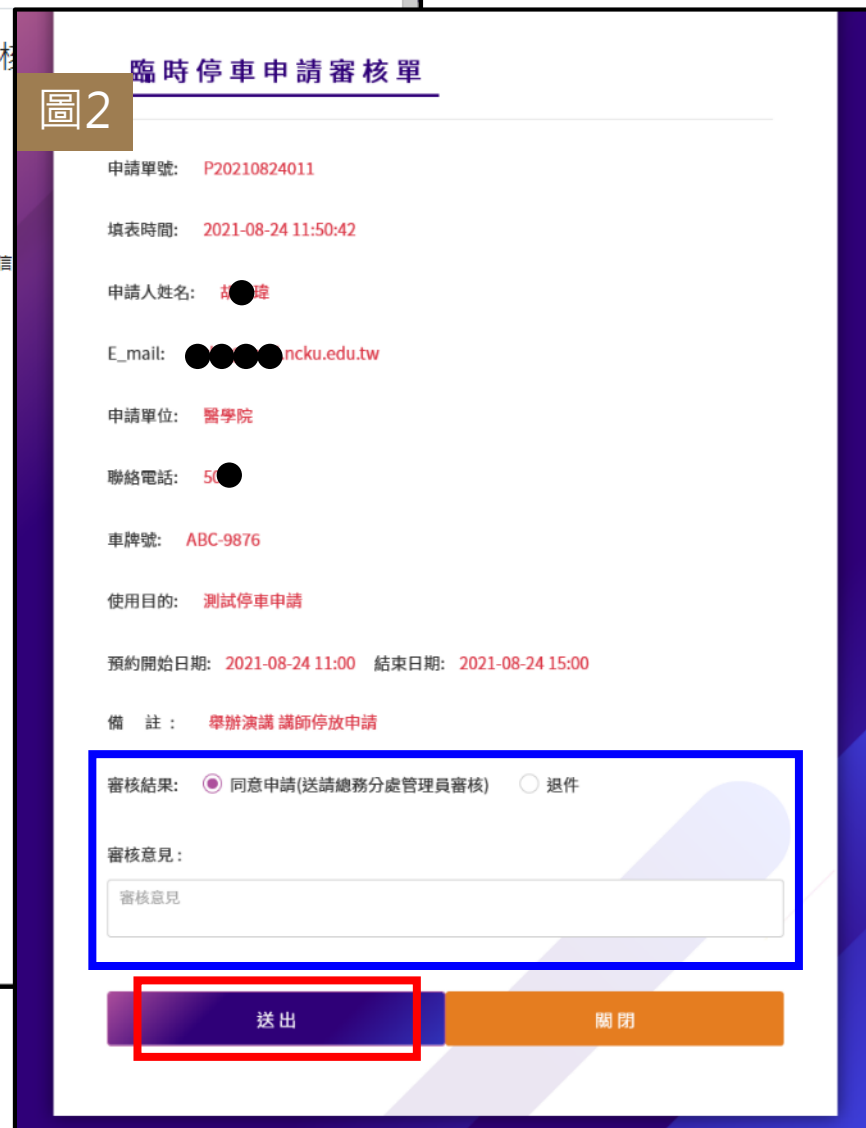 臨時停車申請審核單
圖2
申請單號: P20210824011
填表時間: 2021-08-24 11:50:42
申請人姓名: 瑋
E_mail: .ncku.edu.tw
申請單位: 醫學院
聯絡電話: 50
車牌號: ABC-9876
使用目的: 測試停車申請
預約開始日期: 2021-08-24 11:00 結束日期: 2021-08-24 15:00
備 註: 舉辦演講 講師停放申請
審核結果: 同意申請(送請總務分處管理員審核) 退件
審核意見:
審核意見
送出 關閉